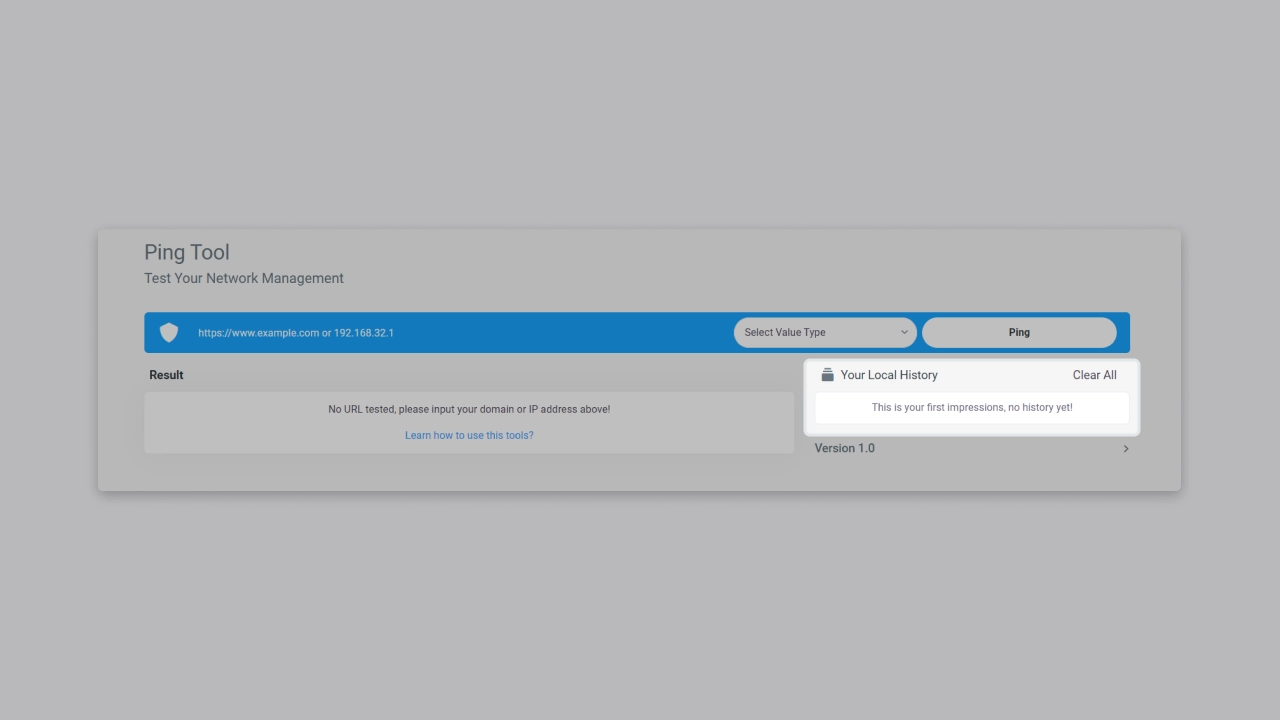 Ping Tool
Test Your Network Management
https://www.example.com or 192.168.32.1
Select Value Type
Ping
Result
No URL tested, please input your domain or IP address above!
Learn how to use this tools?
Your Local History
Clear All
This is your first impressions, no history yet!
Version 1.0